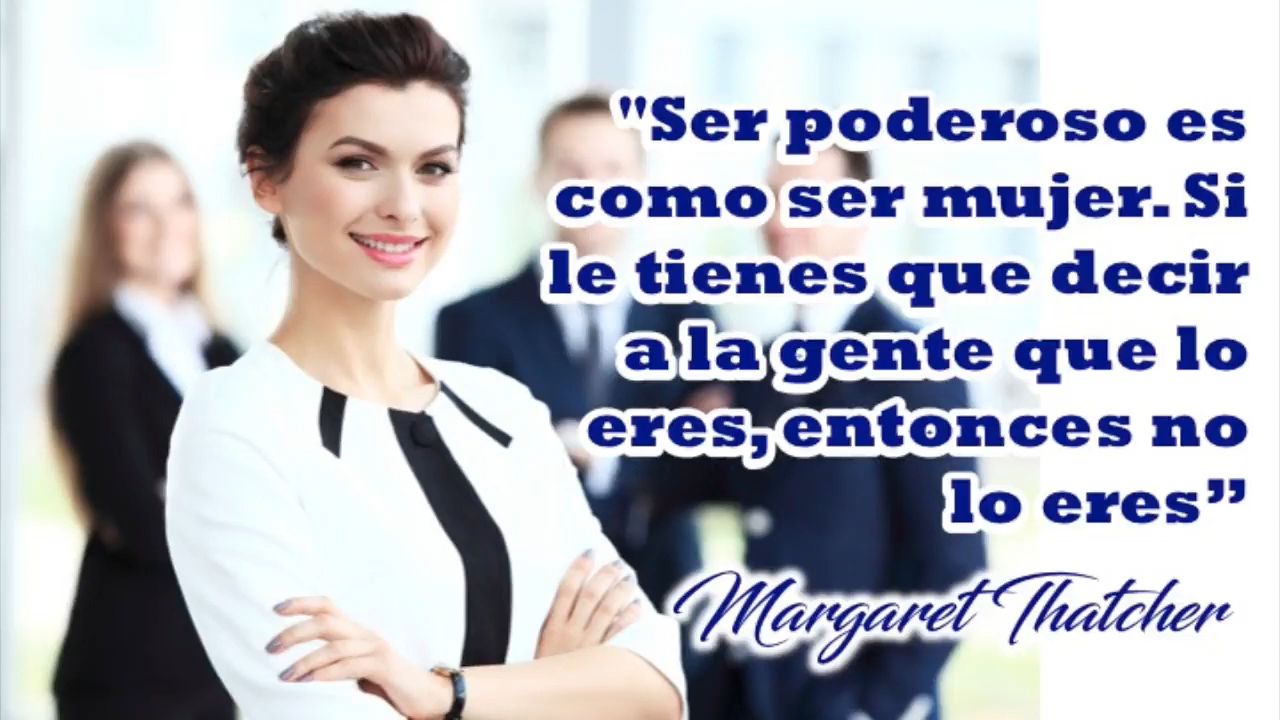 "Ser poderoso es
como ser mujer. Si
le tienes que decir
a la gente que lo
eres, entonces no
lo eres”
Margaret Thatcher